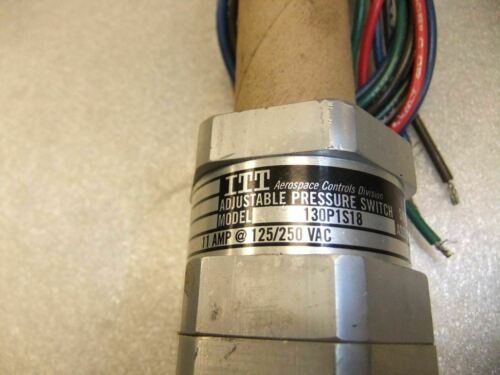 ITT Aerospace Controls Division
ADJUSTABLE PRESSURE SWITCH
MODEL 130P1S18
11 AMP @ 125/250 VAC